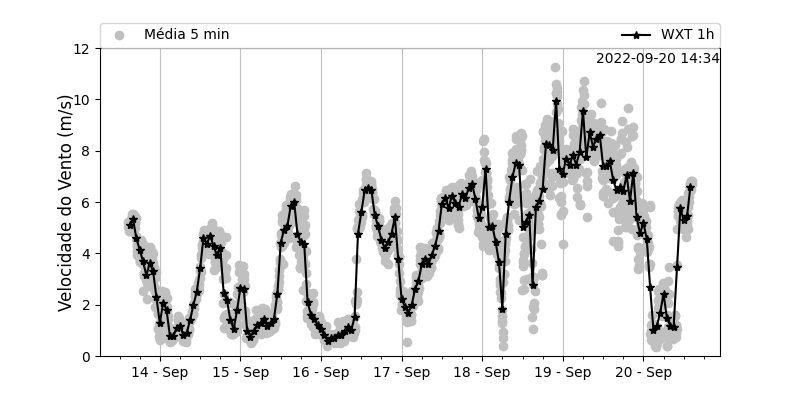 Média 5 min
WXT 1h
2022-09-20 14:34
Velocidade do Vento (m/s)
12
10
8
6
4
2
0
14 - Sep
15 - Sep
16 - Sep
17 - Sep
18 - Sep
19 - Sep
20 - Sep